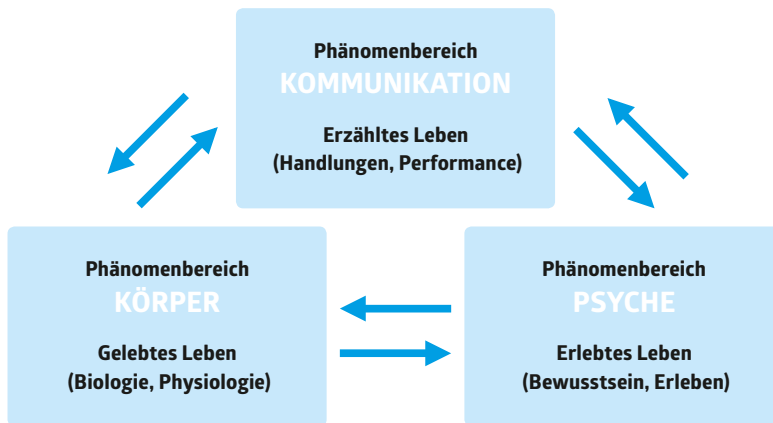 Phänomenbereich
KOMMUNIKATION
Erzähltes Leben
(Handlungen, Performance)
Phänomenbereich
KÖRPER
Gelebtes Leben
(Biologie, Physiologie)
Phänomenbereich
PSYCHE
Erlebtes Leben
(Bewusstsein, Erleben)